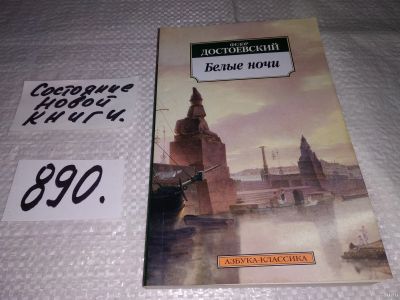 Состояние
новой
книги.
890.
ФЕДОР
ДОСТОЕВСКИЙ
Белые ночи
АЗБУКА-КЛАССИКА